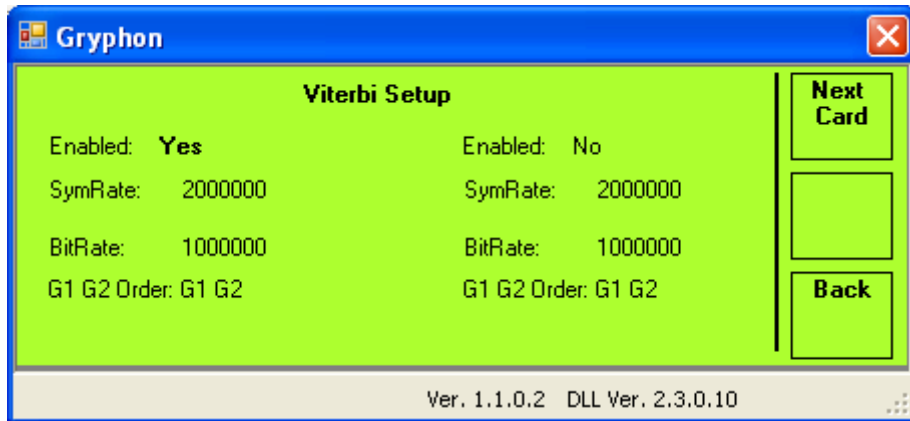 Gryphon
Viterbi Setup
Enabled: Yes
SymRate: 2000000
BitRate: 1000000
G1 G2 Order: G1 G2
Enabled: No
SymRate: 2000000
BitRate: 1000000
G1 G2 Order: G1 G2
Next
Card
Back
Ver. 1.1.0.2 DLL Ver. 2.3.0.10